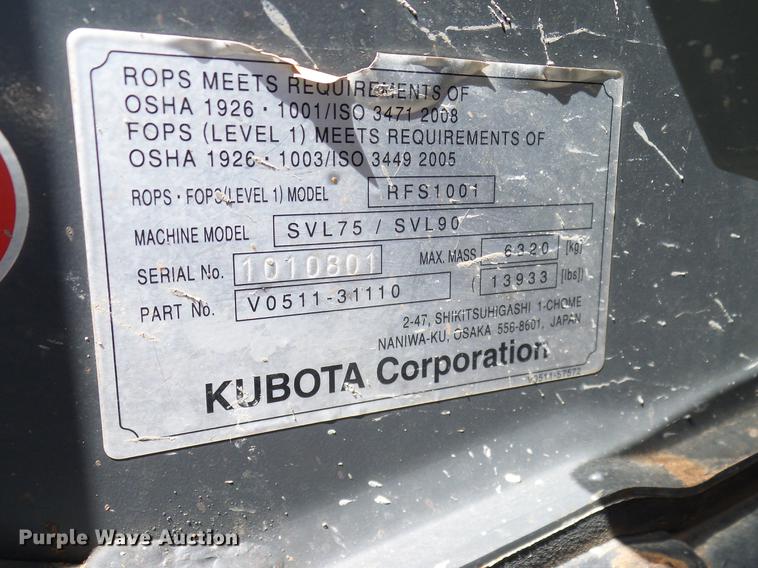 ROPS MEETS REQUIREMENTS OF
OSHA 1926・1001/ISO 3471 2008
FOPS (LEVEL 1) MEETS REQUIREMENTS OF
OSHA 1926・1003/ISO 3449 2005
ROPS・FOPS(LEVEL 1) MODEL RFS1001
MACHINE MODEL SVL75 / SVL90
SERIAL No. 1010801 MAX. MASS 6320 [kg]
PART No. V0511-31110 ( 13933 [lbs])
2-47, SHIKITSUHIGASHI 1-CHOME
NANIWA-KU, OSAKA 556-8601, JAPAN
KUBOTA Corporation
V0511-57572
Purple Wave Auction